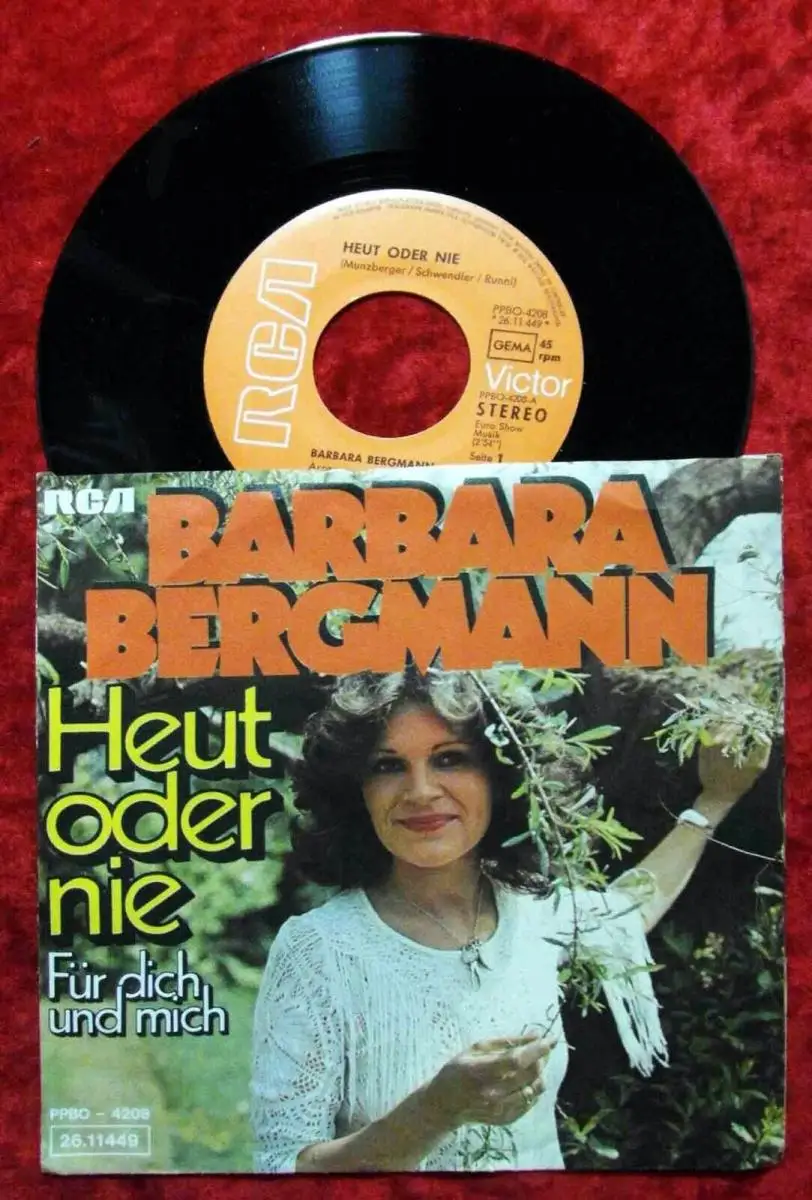 HEUT ODER NIE
(Munzberger / Schwendler / Runni)
RCA
PPBO-4208
* 26.11 449 *
GEMA
45
rpm
Victor
PPBO-4208-A
STEREO
Euro Show
Musik
(2'54'')
Seite 1
BARBARA BERGMANN
RCA
BARBARA
BERGMANN
Heut
oder
nie
Für dich
und mich
PPBO - 4208
26.11449